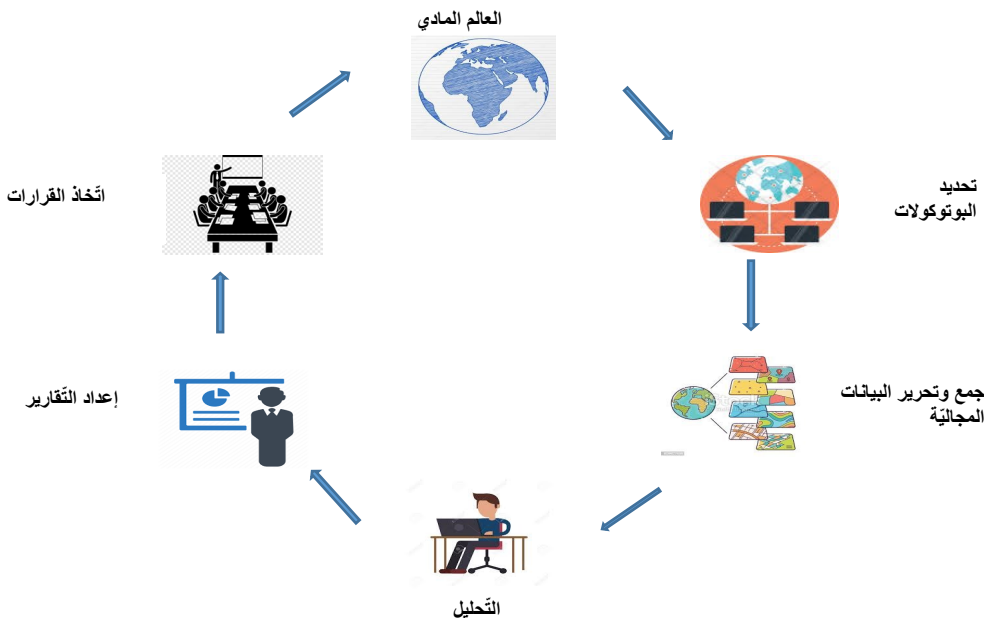 العالم المادي
تحديد
البوتوكولات
جمع وتحرير البيانات
المجاليّة
التّحليل
إعداد التّقارير
اتّخاذ القرارات